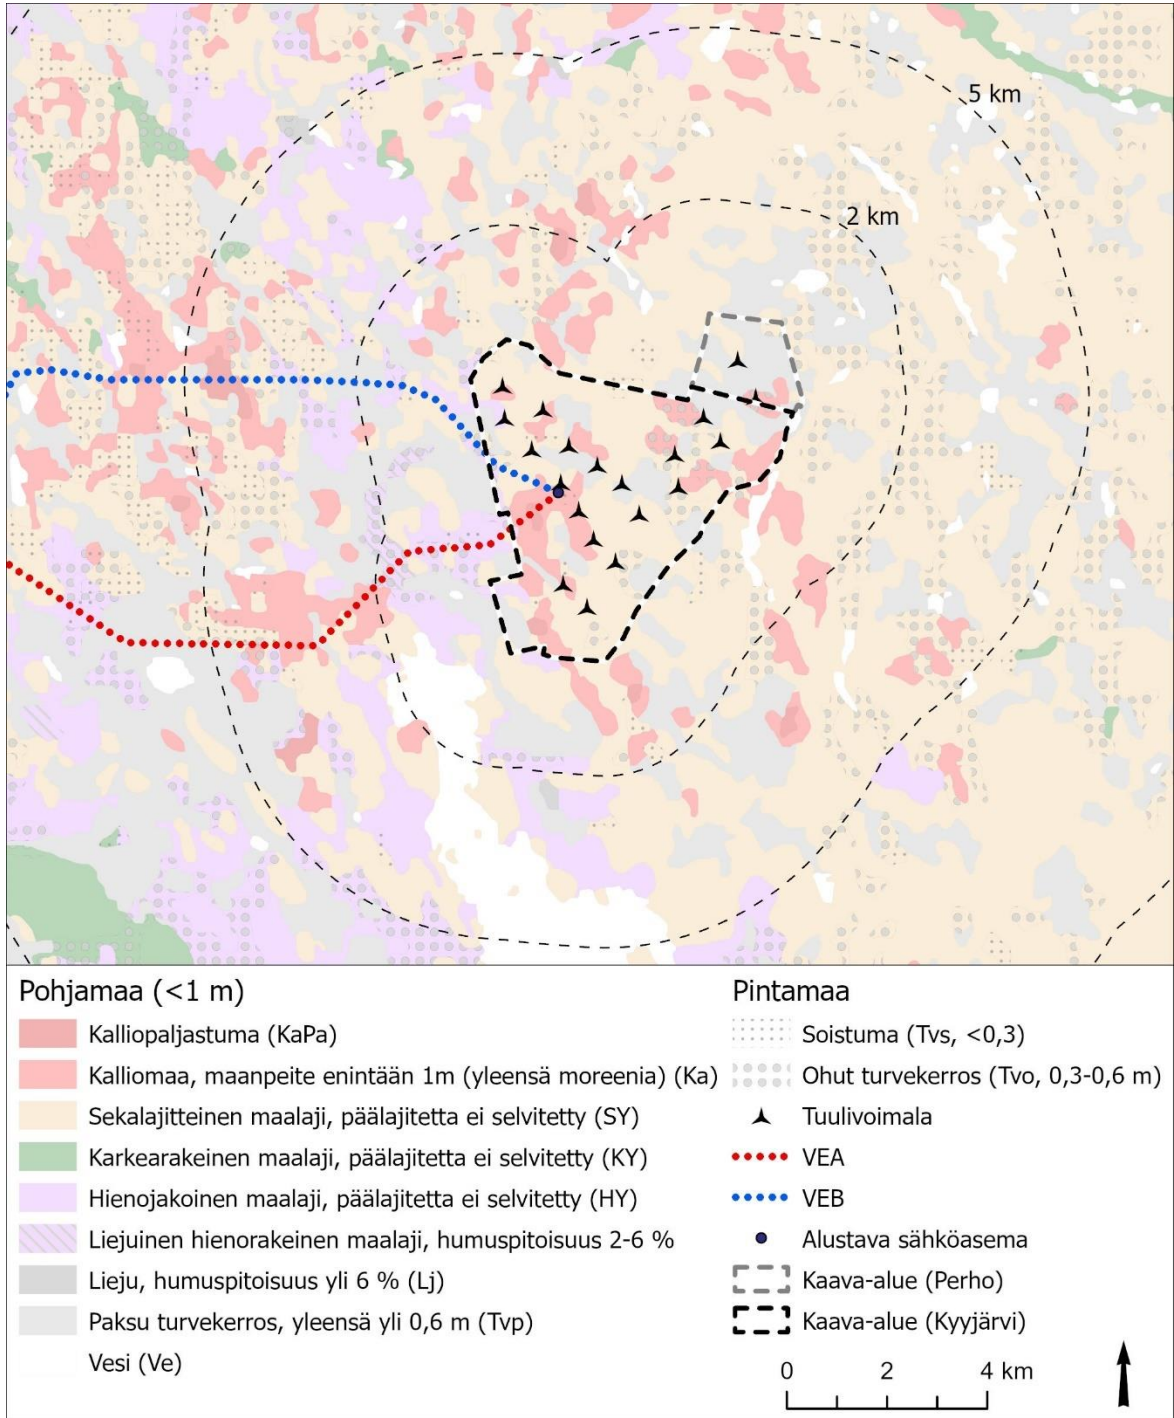 5 km
2 km
Pohjamaa (<1 m)
Kalliopaljastuma (KaPa)
Kalliomaa, maanpeite enintään 1m (yleensä moreenia) (Ka)
Sekalajitteinen maalaji, päälajitetta ei selvitetty (SY)
Karkearakeinen maalaji, päälajitetta ei selvitetty (KY)
Hienojakoinen maalaji, päälajitetta ei selvitetty (HY)
Liejuinen hienorakeinen maalaji, humuspitoisuus 2-6 %
Lieju, humuspitoisuus yli 6 % (Lj)
Paksu turvekerros, yleensä yli 0,6 m (Tvp)
Vesi (Ve)
Pintamaa
Soistuma (Tvs, <0,3)
Ohut turvekerros (Tvo, 0,3-0,6 m)
Tuulivoimala
VEA
VEB
Alustava sähköasema
Kaava-alue (Perho)
Kaava-alue (Kyyjärvi)
0 2 4 km